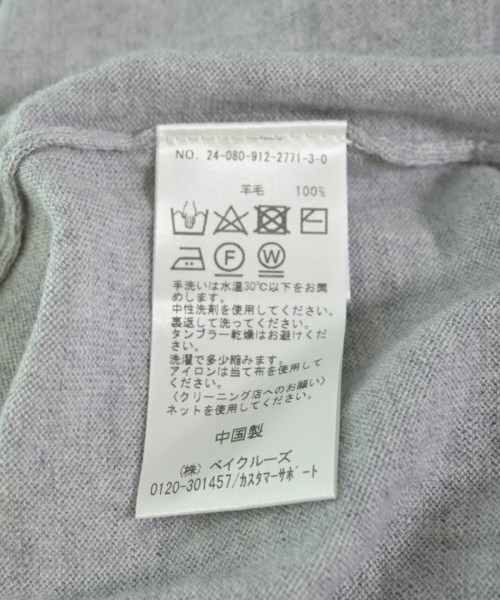 NO. 24-080-912-2771-3-0
羊毛 100%
F W
手洗いは水温30℃以下をお薦
めします。
中性洗剤を使用してください。
裏返して洗ってください。
タンブラー乾燥はお避けくださ
い。
洗濯で多少縮みます。
アイロンは当て布を使用して
ください。
〈クリーニング店へのお願い〉
ネットを使用してください。
中国製
(株) ベイクルーズ
0120-301457/カスタマーサポート